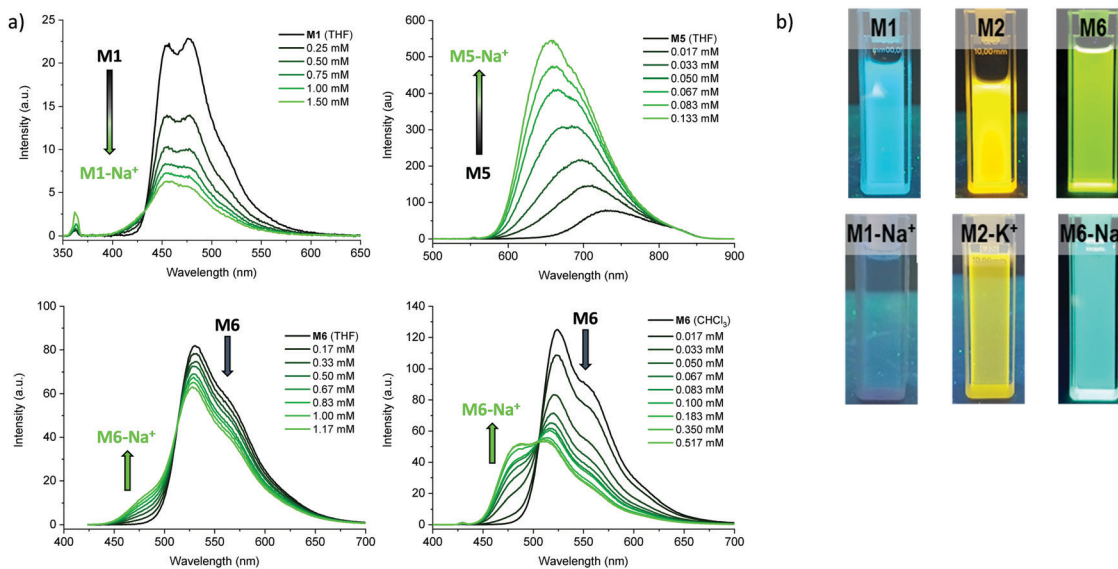 a)
M1 (THF)
0.25 mM
0.50 mM
0.75 mM
1.00 mM
1.50 mM
M1
M1-Na⁺
Intensity (a.u.)
25
20
15
10
5
0
350 400 450 500 550 600 650
Wavelength (nm)
M5 (THF)
0.017 mM
0.033 mM
0.050 mM
0.067 mM
0.083 mM
0.133 mM
M5-Na⁺
M5
Intensity (au)
600
500
400
300
200
100
0
500 600 700 800 900
Wavelength (nm)
M6 (THF)
0.17 mM
0.33 mM
0.50 mM
0.67 mM
0.83 mM
1.00 mM
1.17 mM
M6
M6-Na⁺
Intensity (a.u.)
100
80
60
40
20
0
400 450 500 550 600 650 700
Wavelength (nm)
M6 (CHCl₃)
0.017 mM
0.033 mM
0.050 mM
0.067 mM
0.083 mM
0.100 mM
0.183 mM
0.350 mM
0.517 mM
M6
M6-Na⁺
Intensity (a.u.)
140
120
100
80
60
40
20
0
400 450 500 550 600 650 700
Wavelength (nm)
b)
M1 M2 M6
10,00mm
M1-Na⁺ M2-K⁺ M6-Na
10,00mm